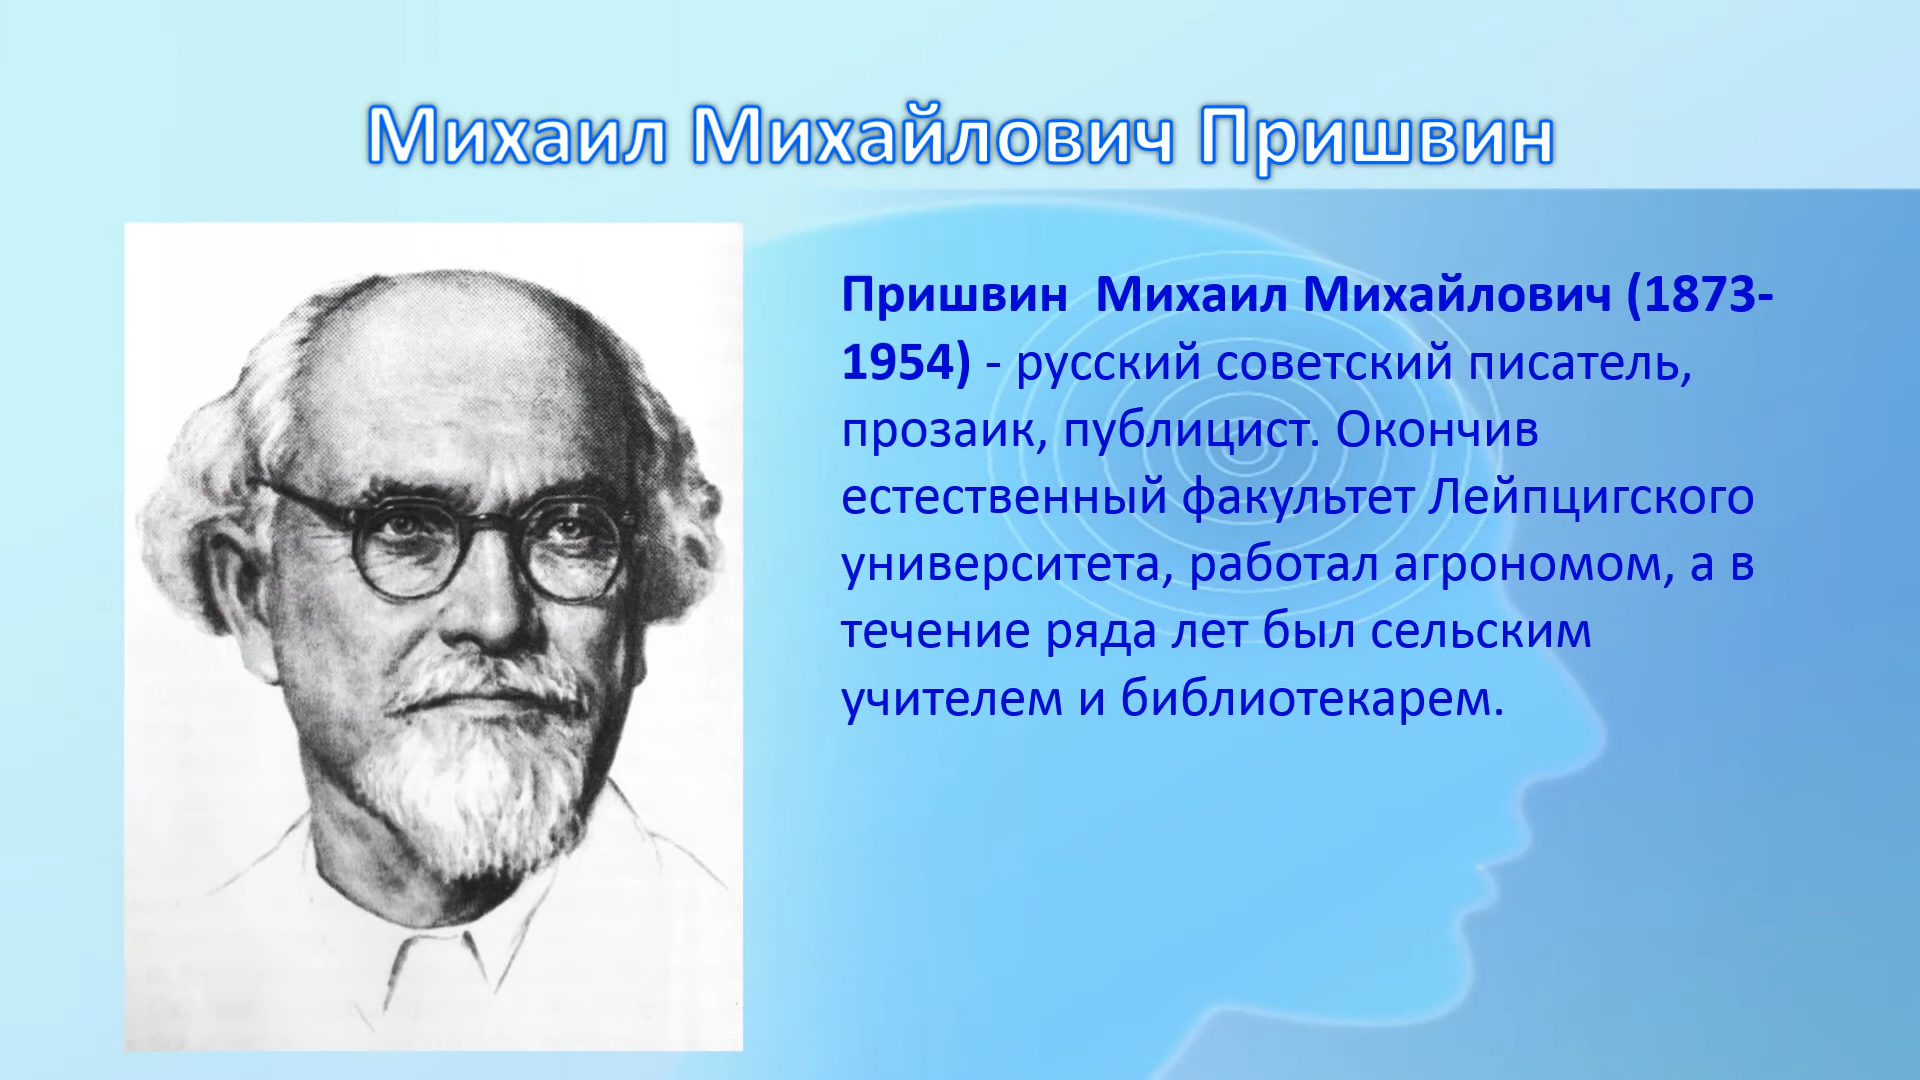 Михаил Михайлович Пришвин
Пришвин  Михаил Михайлович (1873-
1954) - русский советский писатель,
прозаик, публицист. Окончив
естественный факультет Лейпцигского
университета, работал агрономом, а в
течение ряда лет был сельским
учителем и библиотекарем.